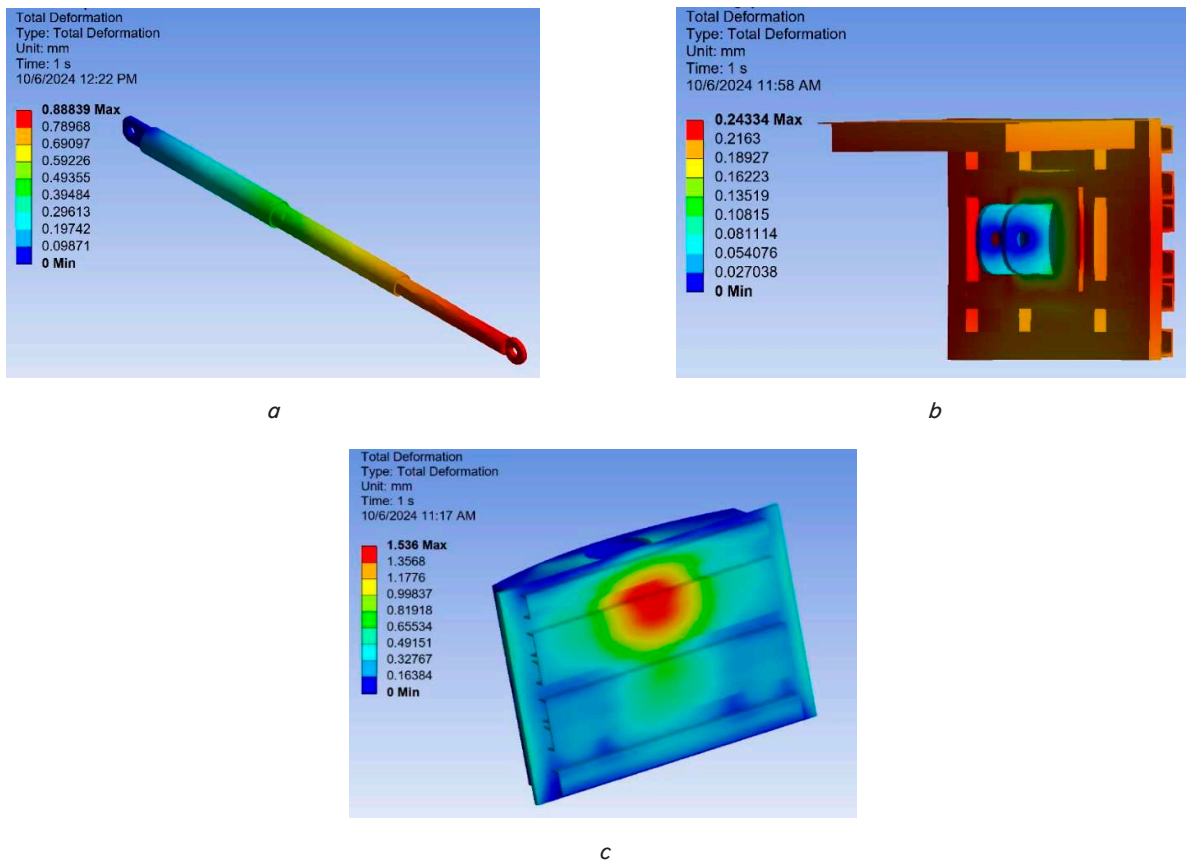 Total Deformation
Type: Total Deformation
Unit: mm
Time: 1 s
10/6/2024 12:22 PM
0.88839 Max
0.78968
0.69097
0.59226
0.49355
0.39484
0.29613
0.19742
0.09871
0 Min
a
Total Deformation
Type: Total Deformation
Unit: mm
Time: 1 s
10/6/2024 11:58 AM
0.24334 Max
0.2163
0.18927
0.16223
0.13519
0.10815
0.081114
0.054076
0.027038
0 Min
b
Total Deformation
Type: Total Deformation
Unit: mm
Time: 1 s
10/6/2024 11:17 AM
1.536 Max
1.3568
1.1776
0.99837
0.81918
0.65534
0.49151
0.32767
0.16384
0 Min
c